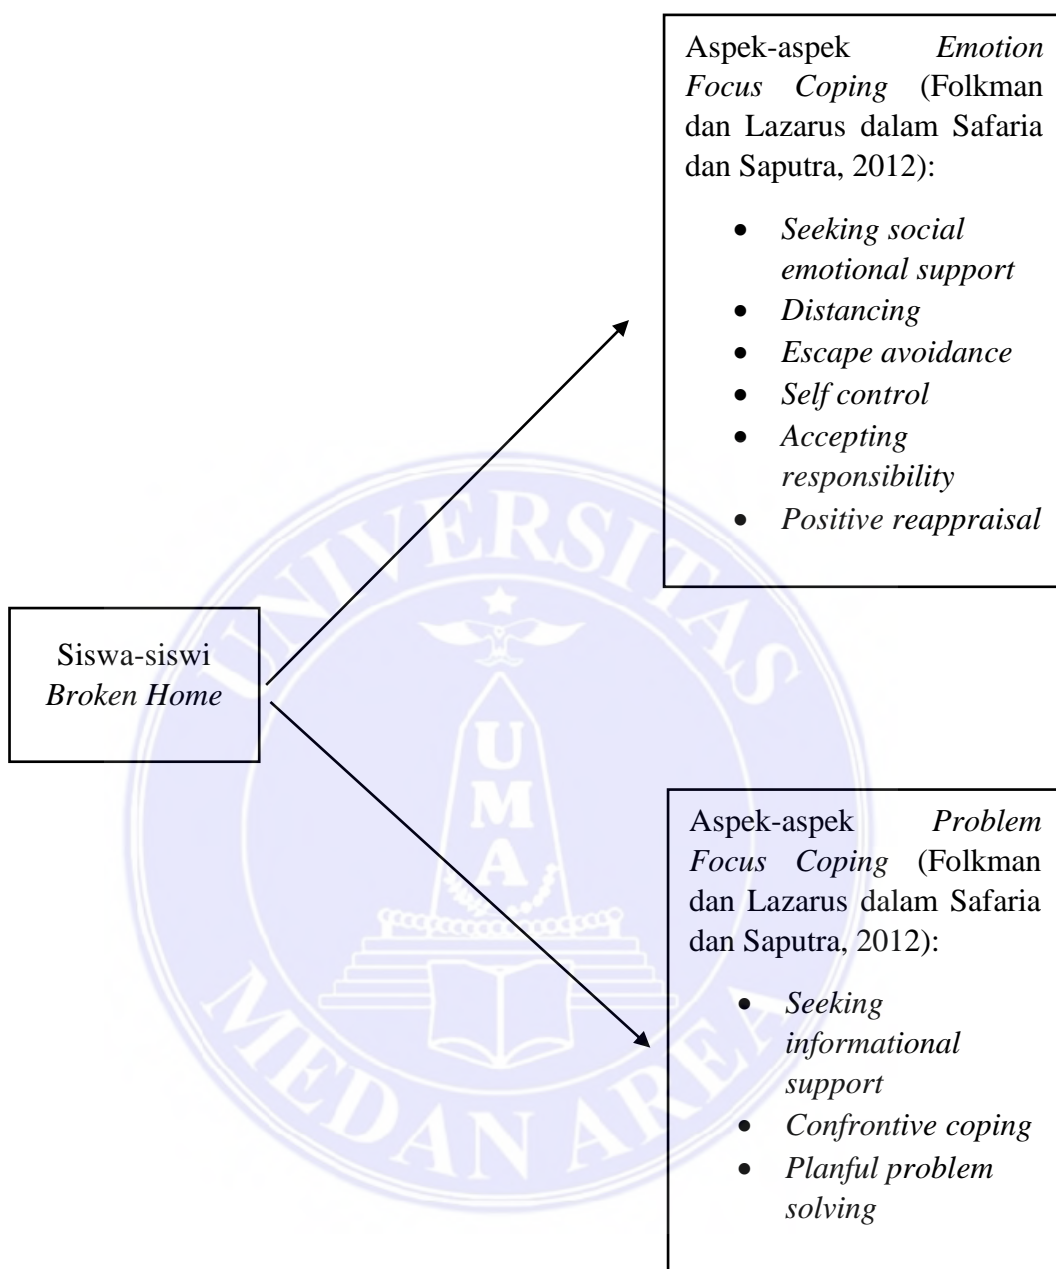 Aspek-aspek Emotion
Focus Coping (Folkman
dan Lazarus dalam Safaria
dan Saputra, 2012):
• Seeking social
emotional support
• Distancing
• Escape avoidance
• Self control
• Accepting
responsibility
• Positive reappraisal
Siswa-siswi
Broken Home
Aspek-aspek Problem
Focus Coping (Folkman
dan Lazarus dalam Safaria
dan Saputra, 2012):
• Seeking
informational
support
• Confrontive coping
• Planful problem
solving
UNIVERSITAS
UMA
MEDAN AREA